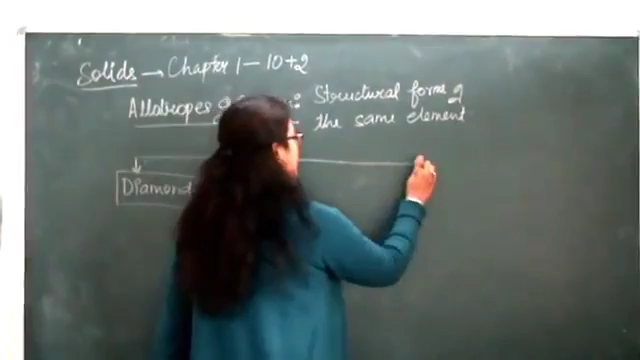 Solids → Chapter 1 - 10+2
Allotropes : Structural forms of
the same element
Diamond